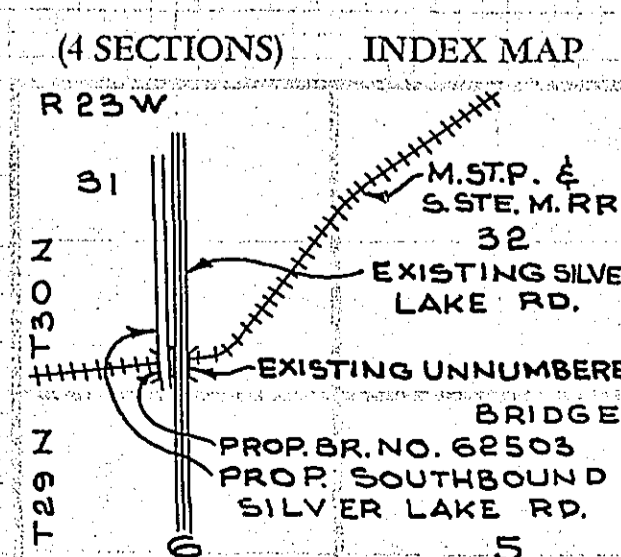 (4 SECTIONS) INDEX MAP
R 23 W
31
M.ST.P. &
S.STE. M. RR
32
EXISTING SILVE
LAKE RD.
T30 N
EXISTING UNNUMBERE
BRIDGE
PROP. BR. NO. 62503
PROP. SOUTHBOUND
SILVER LAKE RD.
T29 N
6
5